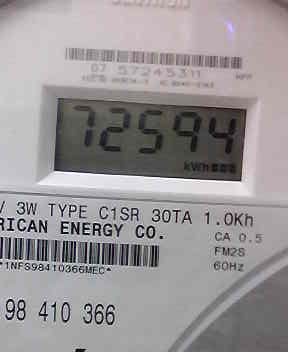 07 57245311
72594
kWh
V 3W TYPE C1SR 30TA 1.0Kh
RICAN ENERGY CO.
CA 0.5
FM2S
60Hz
*1NFS98410366MEC*
98 410 366